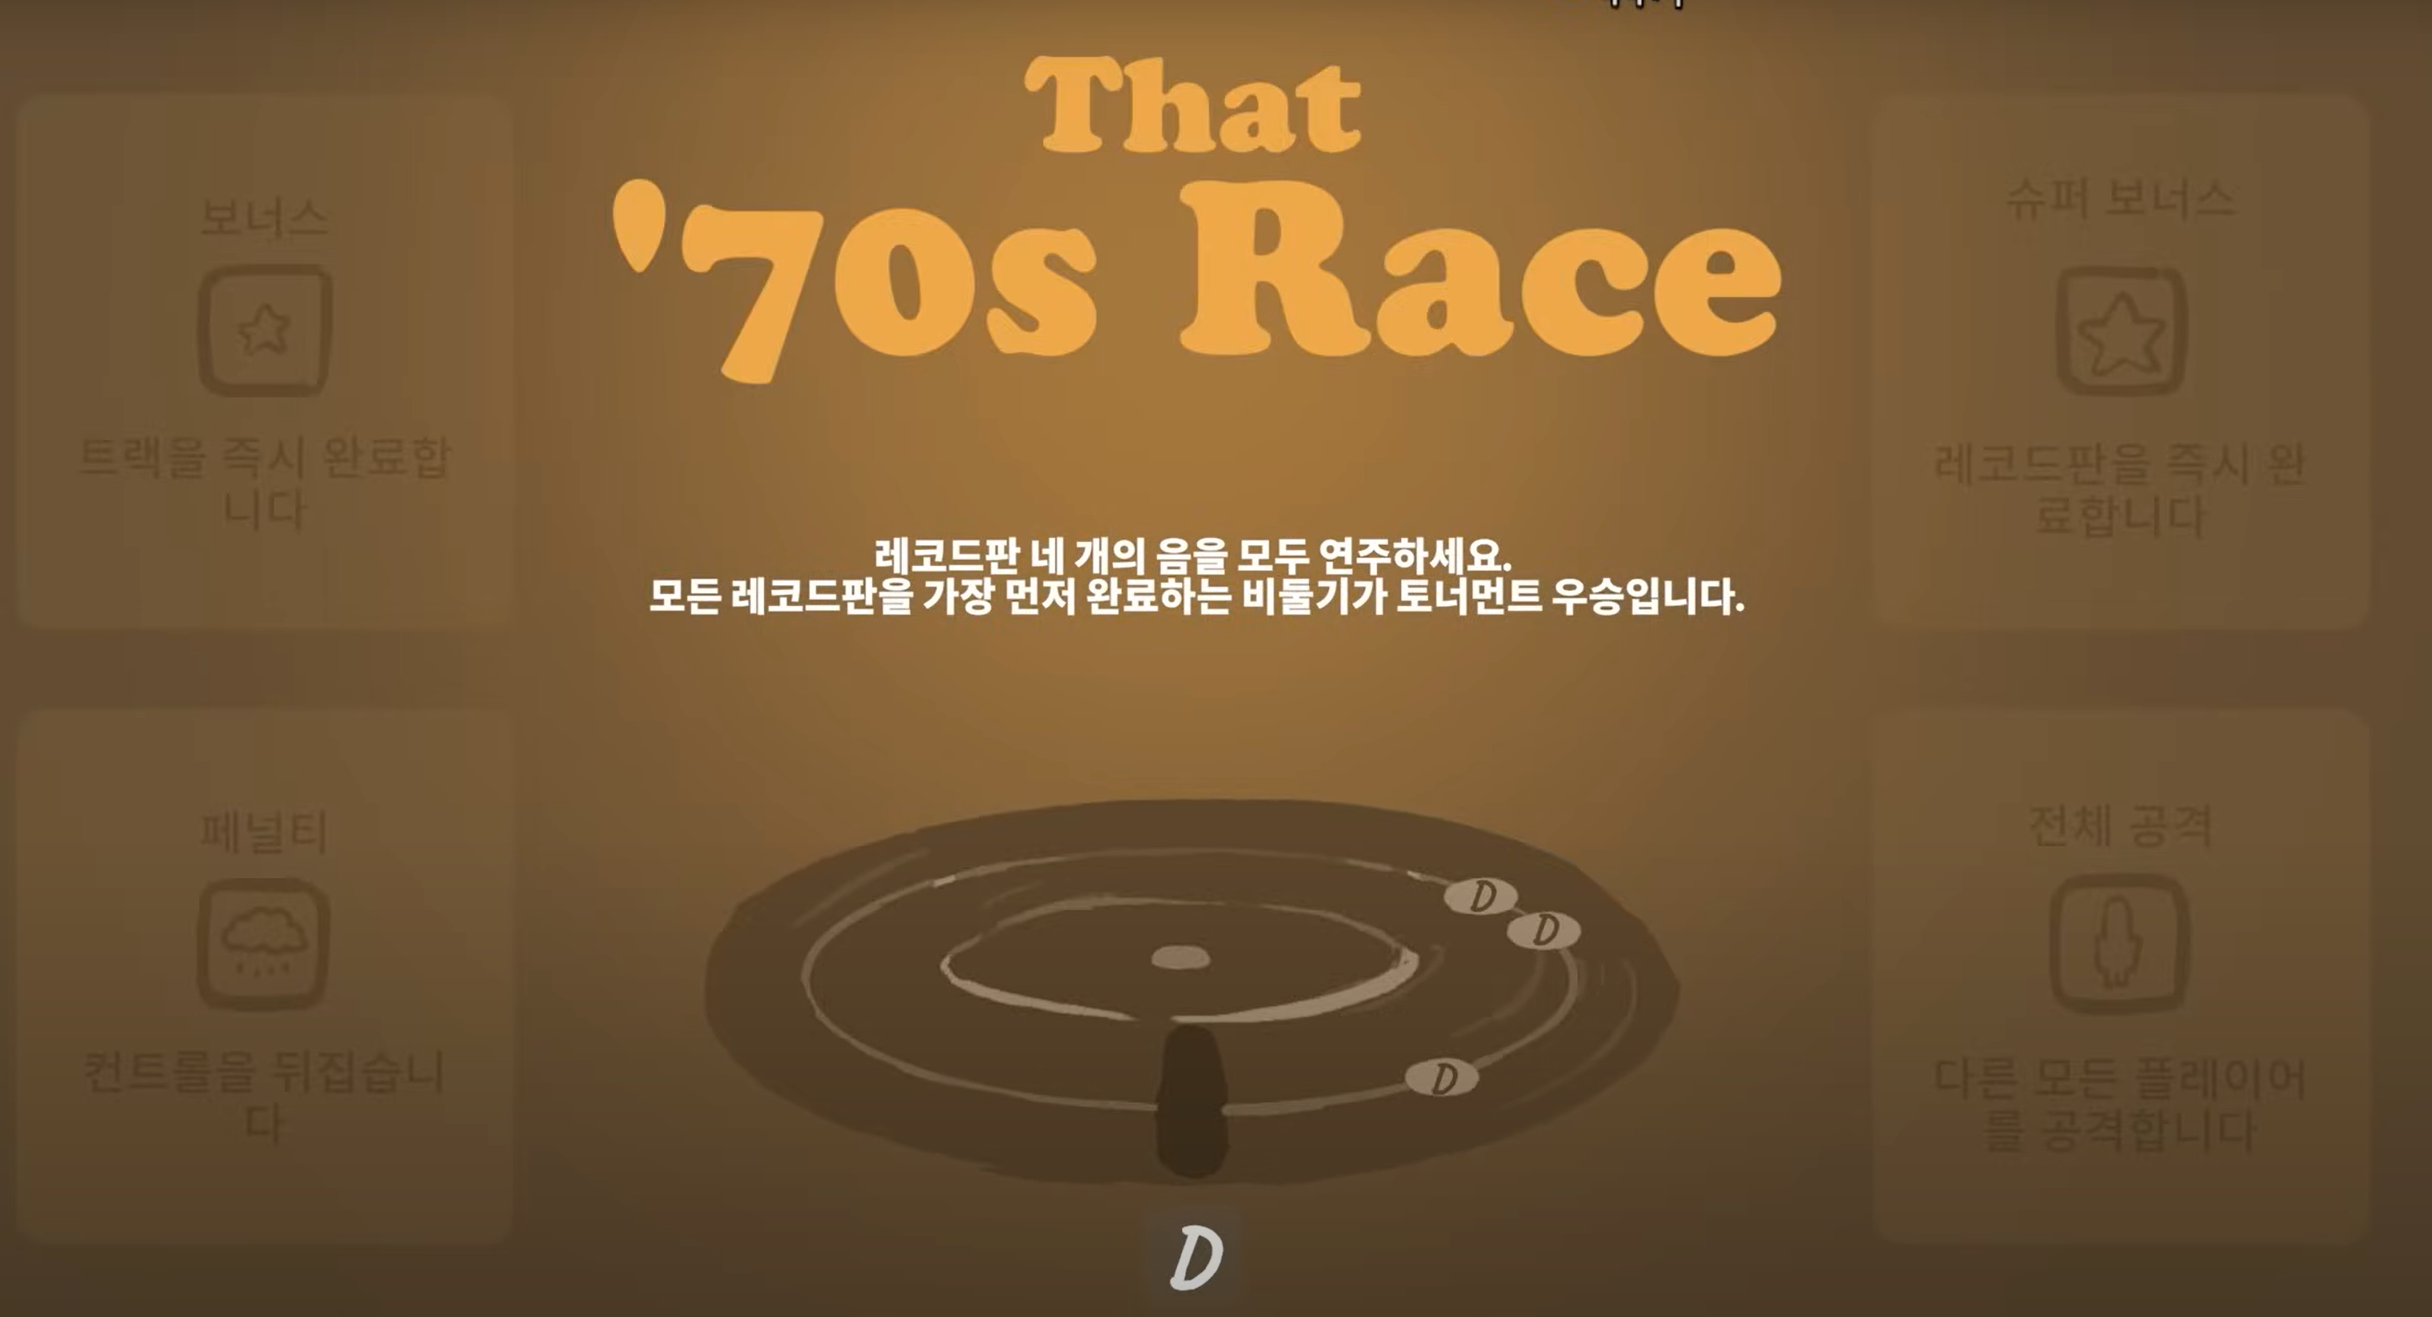 That
'70s Race
보너스
트랙을 즉시 완료합
니다
슈퍼 보너스
레코드판을 즉시 완
료합니다
레코드판 네 개의 음을 모두 연주하세요.
모든 레코드판을 가장 먼저 완료하는 비둘기가 토너먼트 우승입니다.
페널티
컨트롤을 뒤집습니
다
전체 공격
다른 모든 플레이어
를 공격합니다
D
D
D
D